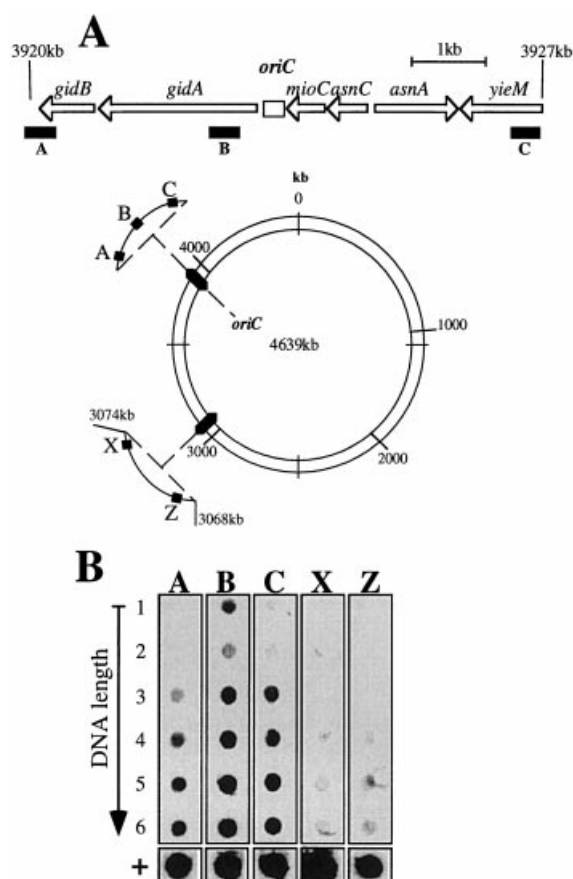 A
3920kb
3927kb
1kb
oriC
gidB
gidA
mioC
asnC
asnA
yieM
A
B
C
kb
0
C
B
A
4000
oriC
1000
4639kb
3074kb
X
3000
2000
Z
3068kb
B
A B C X Z
1
2
3
4
5
6
+
DNA length